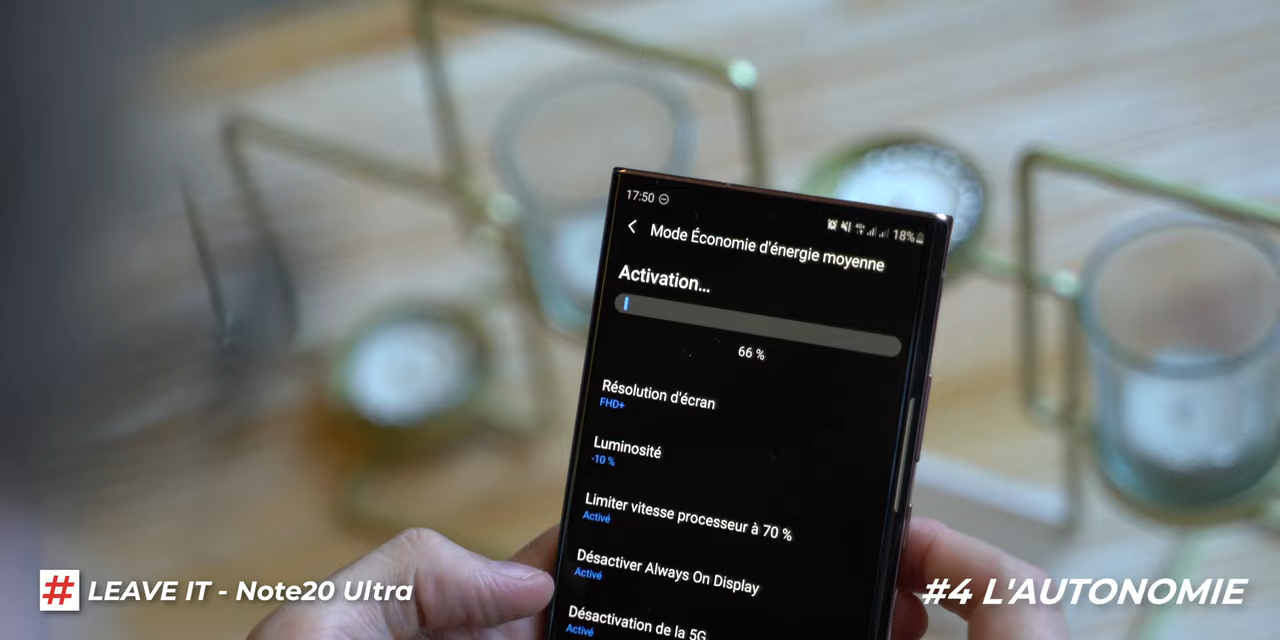 17:50
18%
Mode Économie d'énergie moyenne
Activation...
66 %
Résolution d'écran
FHD+
Luminosité
-10 %
Limiter vitesse processeur à 70 %
Activé
Désactiver Always On Display
Activé
Désactivation de la 5G
Activé
# LEAVE IT - Note20 Ultra
#4 L'AUTONOMIE